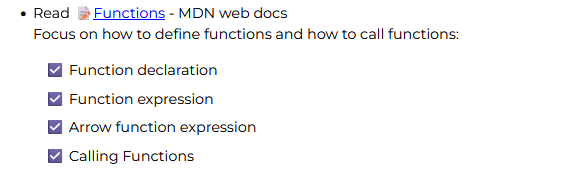 Read Functions - MDN web docs
Focus on how to define functions and how to call functions:
Function declaration
Function expression
Arrow function expression
Calling Functions